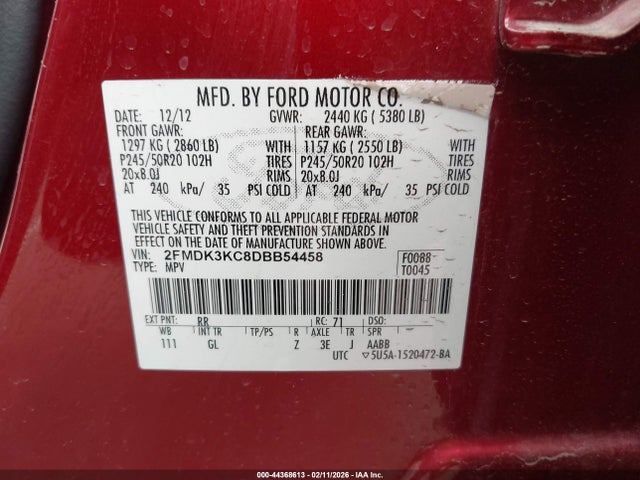 MFD. BY FORD MOTOR CO.
DATE: 12/12 GVWR: 2440 KG ( 5380 LB)
FRONT GAWR: REAR GAWR:
1297 KG ( 2860 LB) WITH 1157 KG ( 2550 LB) WITH
P245/50R20 102H TIRES P245/50R20 102H TIRES
20x8.0J RIMS 20x8.0J RIMS
AT 240 kPa/ 35 PSI COLD AT 240 kPa/ 35 PSI COLD
THIS VEHICLE CONFORMS TO ALL APPLICABLE FEDERAL MOTOR
VEHICLE SAFETY AND THEFT PREVENTION STANDARDS IN
EFFECT ON THE DATE OF MANUFACTURE SHOWN ABOVE.
VIN: 2FMDK3KC8DBB54458 F0088
TYPE: MPV T0045
EXT PNT: RR RC: 71 DSO:
WB INT TR TP/PS R AXLE TR SPR
111 GL Z 3E J AABB
UTC ▽5U5A-1520472-BA
000-44368613 - 02/11/2026 - IAA Inc.